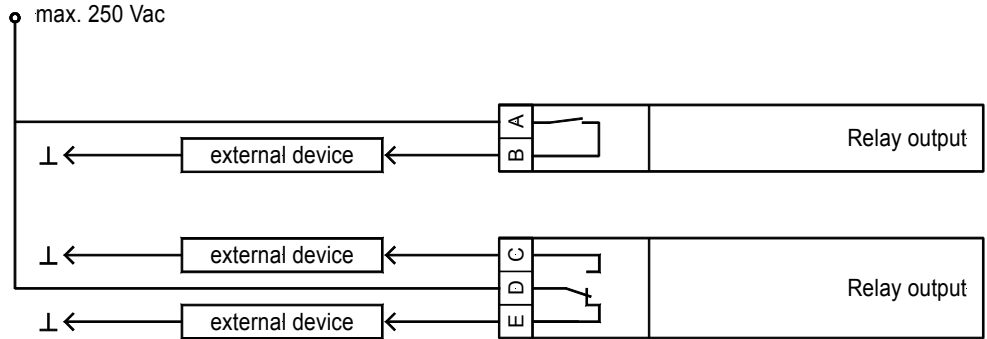 max. 250 Vac
A
Relay output
B
external device
external device
C
D
Relay output
E
external device